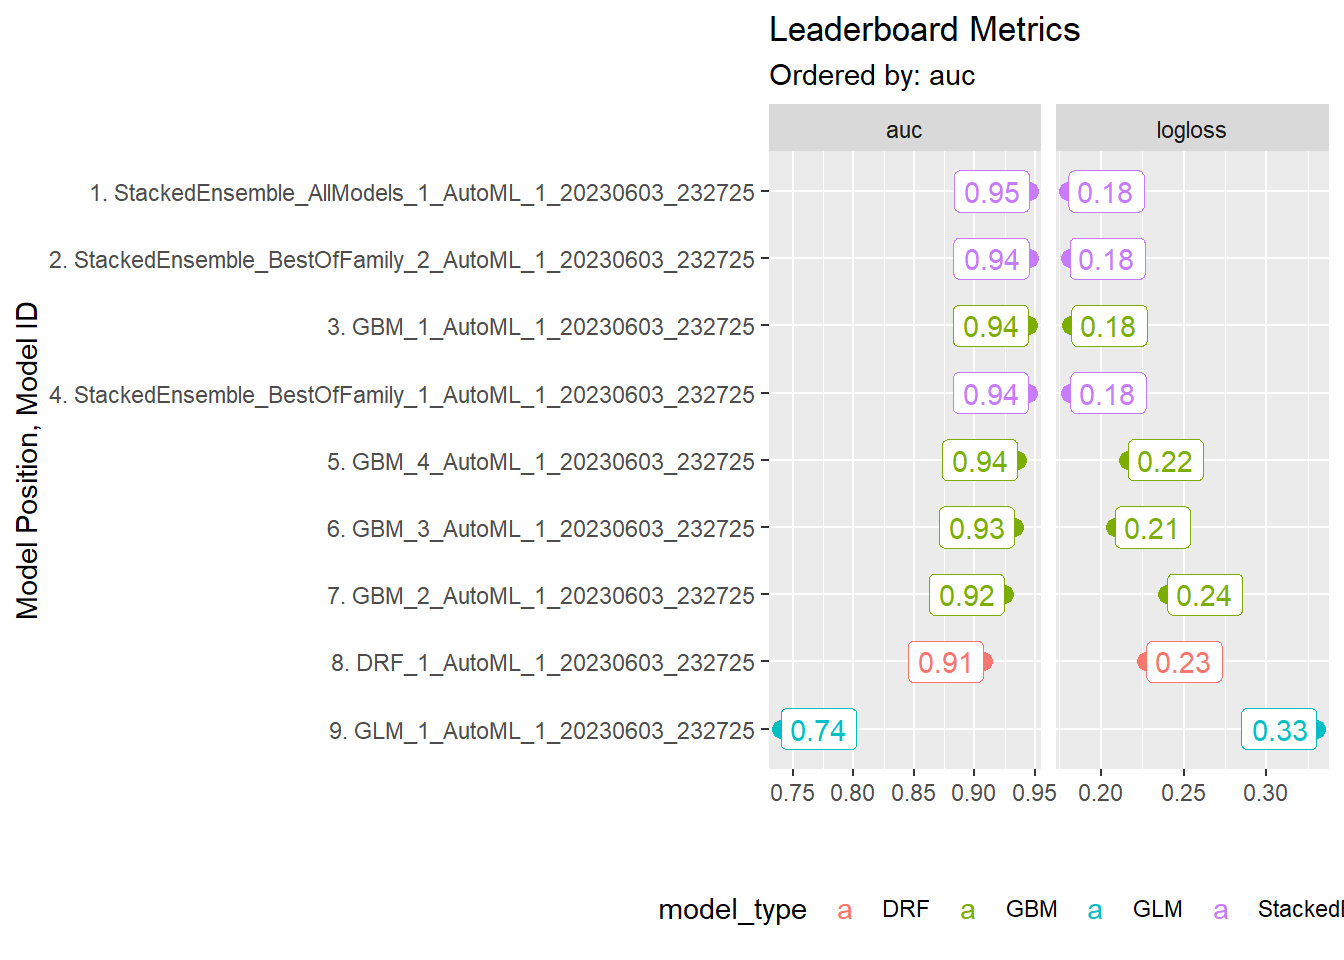 Leaderboard Metrics
Ordered by: auc
auc logloss
Model Position, Model ID
1. StackedEnsemble_AllModels_1_AutoML_1_20230603_232725 0.95 0.18
2. StackedEnsemble_BestOfFamily_2_AutoML_1_20230603_232725 0.94 0.18
3. GBM_1_AutoML_1_20230603_232725 0.94 0.18
4. StackedEnsemble_BestOfFamily_1_AutoML_1_20230603_232725 0.94 0.18
5. GBM_4_AutoML_1_20230603_232725 0.94 0.22
6. GBM_3_AutoML_1_20230603_232725 0.93 0.21
7. GBM_2_AutoML_1_20230603_232725 0.92 0.24
8. DRF_1_AutoML_1_20230603_232725 0.91 0.23
9. GLM_1_AutoML_1_20230603_232725 0.74 0.33
0.75 0.80 0.85 0.90 0.95 0.20 0.25 0.30
model_type a DRF a GBM a GLM a Stacked